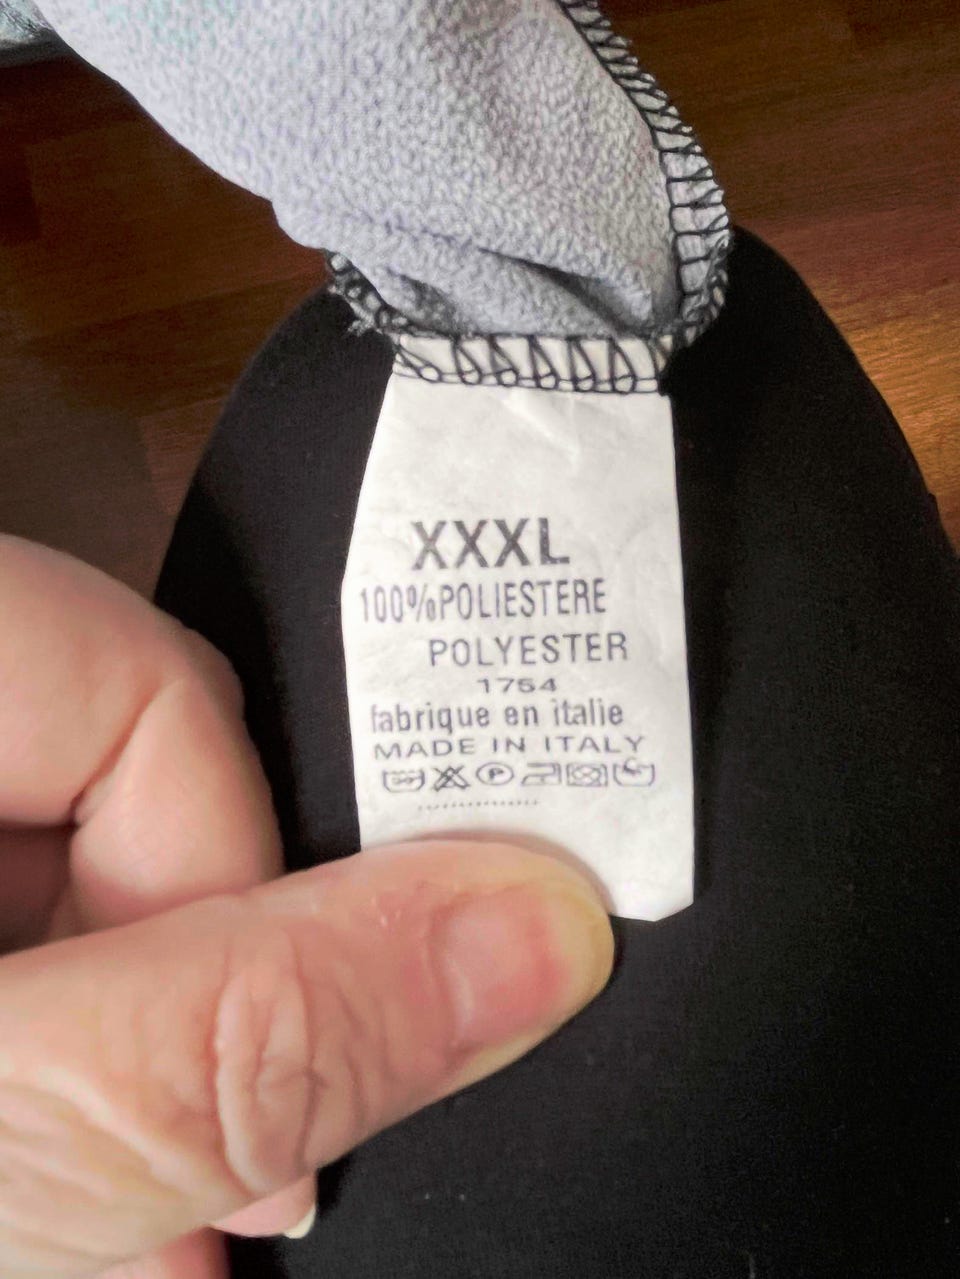 XXXL
100%POLIESTERE
POLYESTER
1754
fabrique en italie
MADE IN ITALY
P